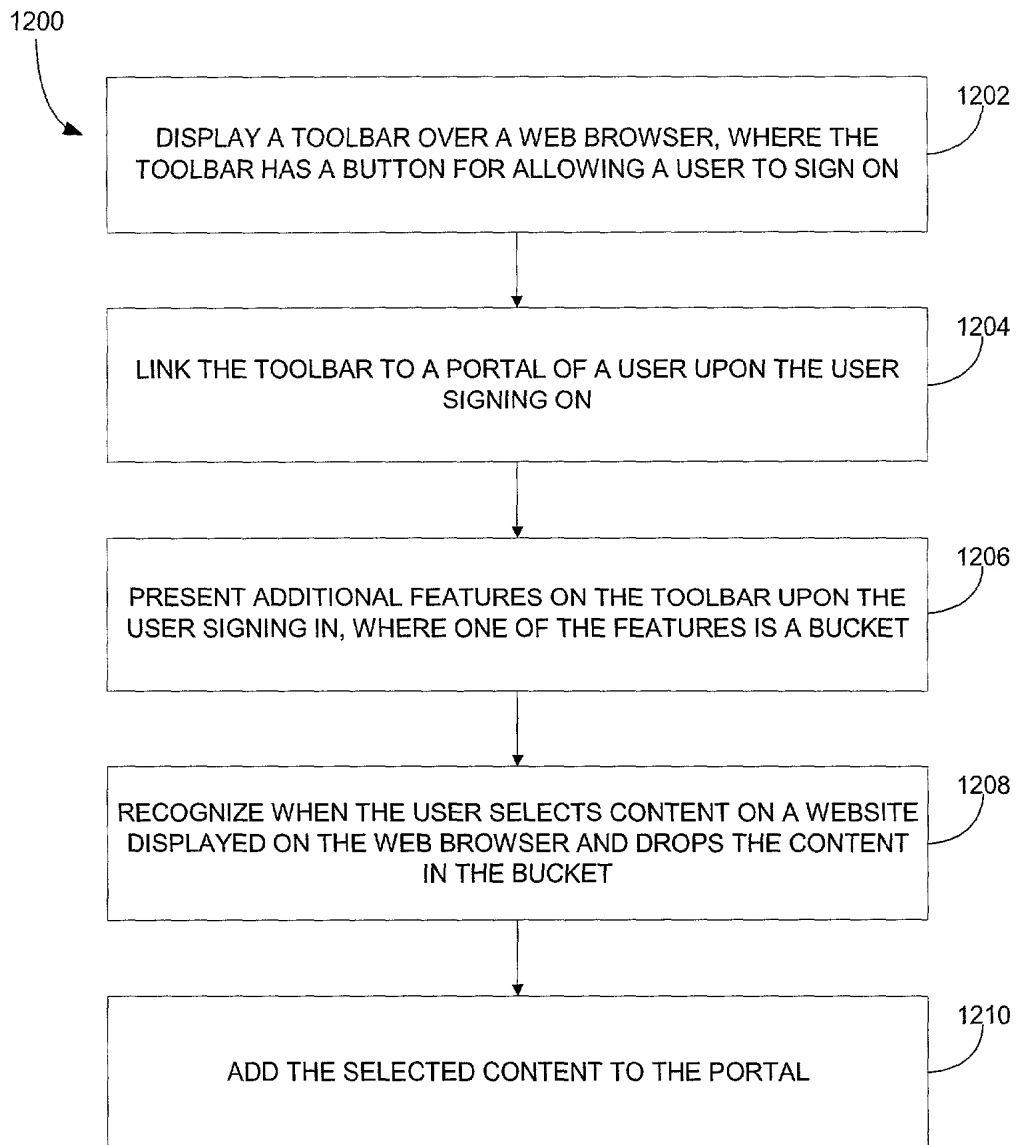 1200
1202
DISPLAY A TOOLBAR OVER A WEB BROWSER, WHERE THE
TOOLBAR HAS A BUTTON FOR ALLOWING A USER TO SIGN ON
1204
LINK THE TOOLBAR TO A PORTAL OF A USER UPON THE USER
SIGNING ON
1206
PRESENT ADDITIONAL FEATURES ON THE TOOLBAR UPON THE
USER SIGNING IN, WHERE ONE OF THE FEATURES IS A BUCKET
1208
RECOGNIZE WHEN THE USER SELECTS CONTENT ON A WEBSITE
DISPLAYED ON THE WEB BROWSER AND DROPS THE CONTENT
IN THE BUCKET
1210
ADD THE SELECTED CONTENT TO THE PORTAL